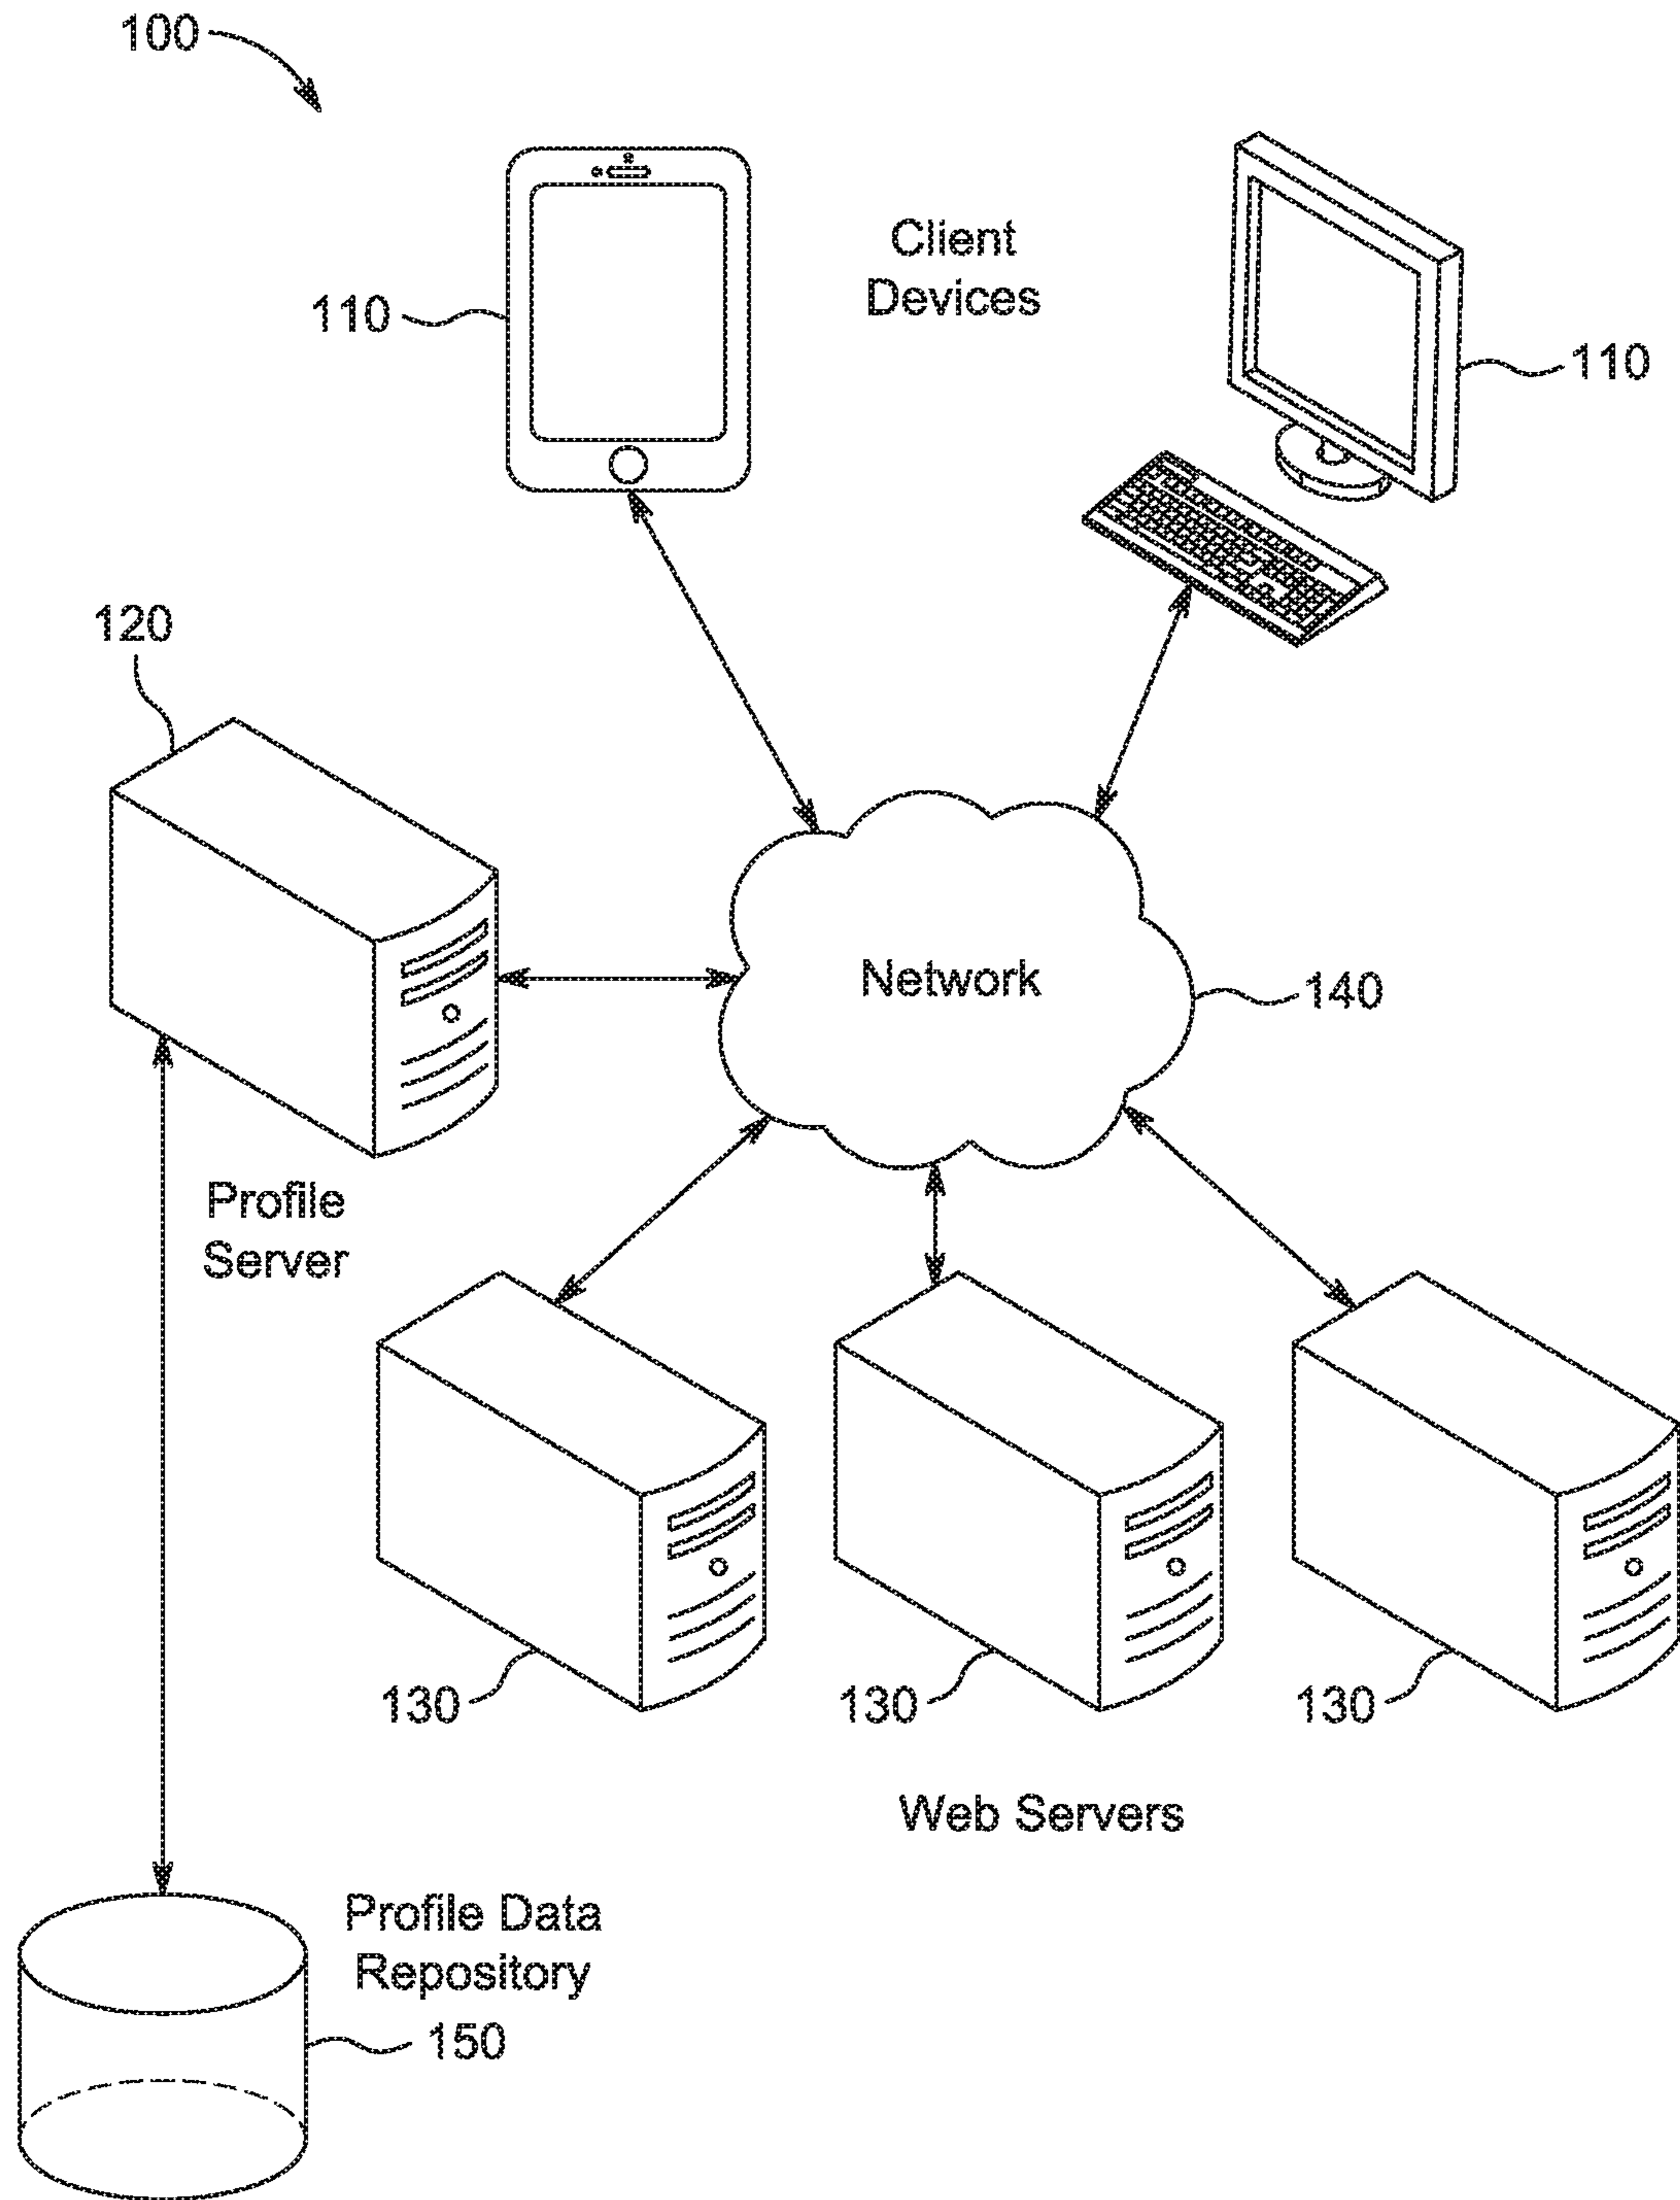 100
Client
Devices
110
110
120
Network
140
Profile
Server
130
130
130
Web Servers
Profile Data
Repository
150